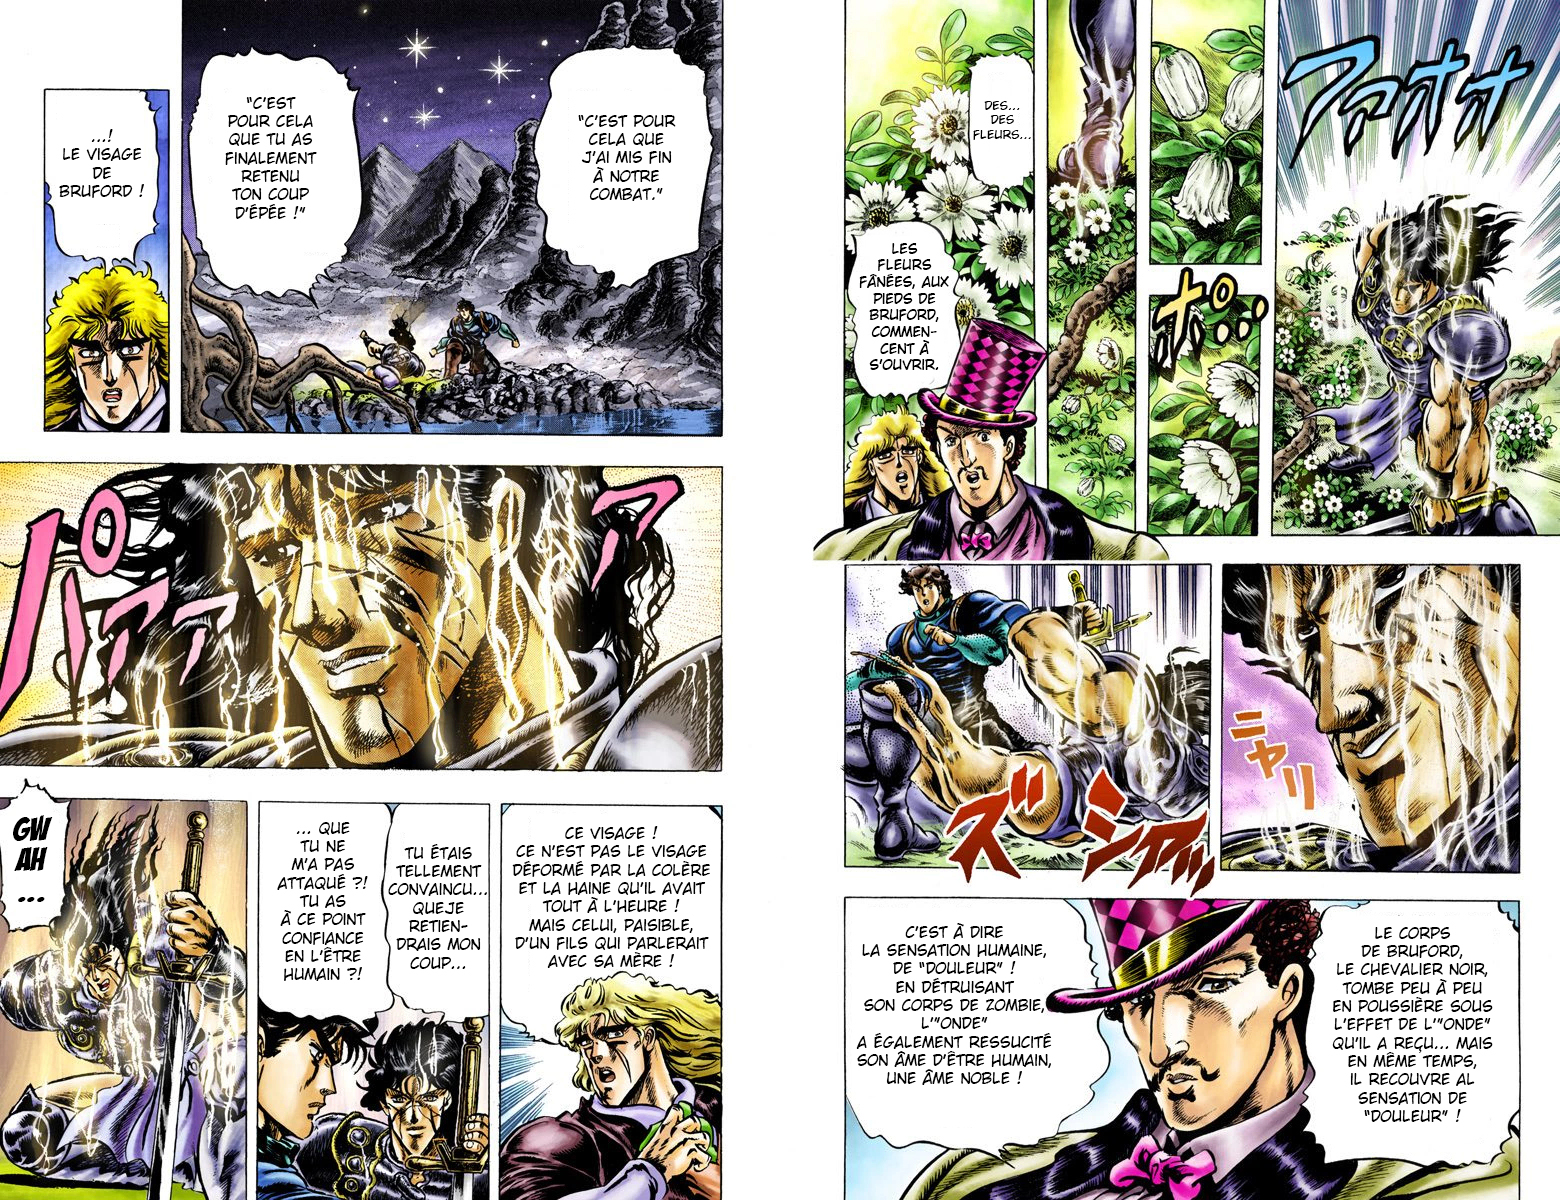 ファオオオ
ポ°…
DES...
DES
FLEURS...
LES
FLEURS
FÂNÉES, AUX
PIEDS DE
BRUFORD,
COMMEN-
CENT À
S'OUVRIR.
ニヤリ
ズシャアッ
LE CORPS
DE BRUFORD,
LE CHEVALIER NOIR,
TOMBE PEU À PEU
EN POUSSIÈRE SOUS
L'EFFET DE L'"ONDE"
QU'IL A REÇU... MAIS
EN MÊME TEMPS,
IL RECOUVRE AL
SENSATION DE
"DOULEUR" !
C'EST À DIRE
LA SENSATION HUMAINE,
DE "DOULEUR" !
EN DÉTRUISANT
SON CORPS DE ZOMBIE,
L'"ONDE"
A ÉGALEMENT RESSUCITÉ
SON ÂME D'ÊTRE HUMAIN,
UNE ÂME NOBLE !
"C'EST POUR
CELA QUE
J'AI MIS FIN
À NOTRE
COMBAT."
"C'EST
POUR CELA
QUE TU AS
FINALEMENT
RETENU
TON COUP
D'ÉPÉE !"
...!
LE VISAGE
DE
BRUFORD !
パアアア
CE VISAGE !
CE N'EST PAS LE VISAGE
DÉFORMÉ PAR LA COLÈRE
ET LA HAINE QU'IL AVAIT
TOUT À L'HEURE !
MAIS CELUI, PAISIBLE,
D'UN FILS QUI PARLERAIT
AVEC SA MÈRE !
TU ÉTAIS
TELLEMENT
CONVAINCU...
QUEJE
RETIEN-
DRAIS MON
COUP...
... QUE
TU NE
M'A PAS
ATTAQUÉ ?!
TU AS
À CE POINT
CONFIANCE
EN L'ÊTRE
HUMAIN ?!
GW
AH
...